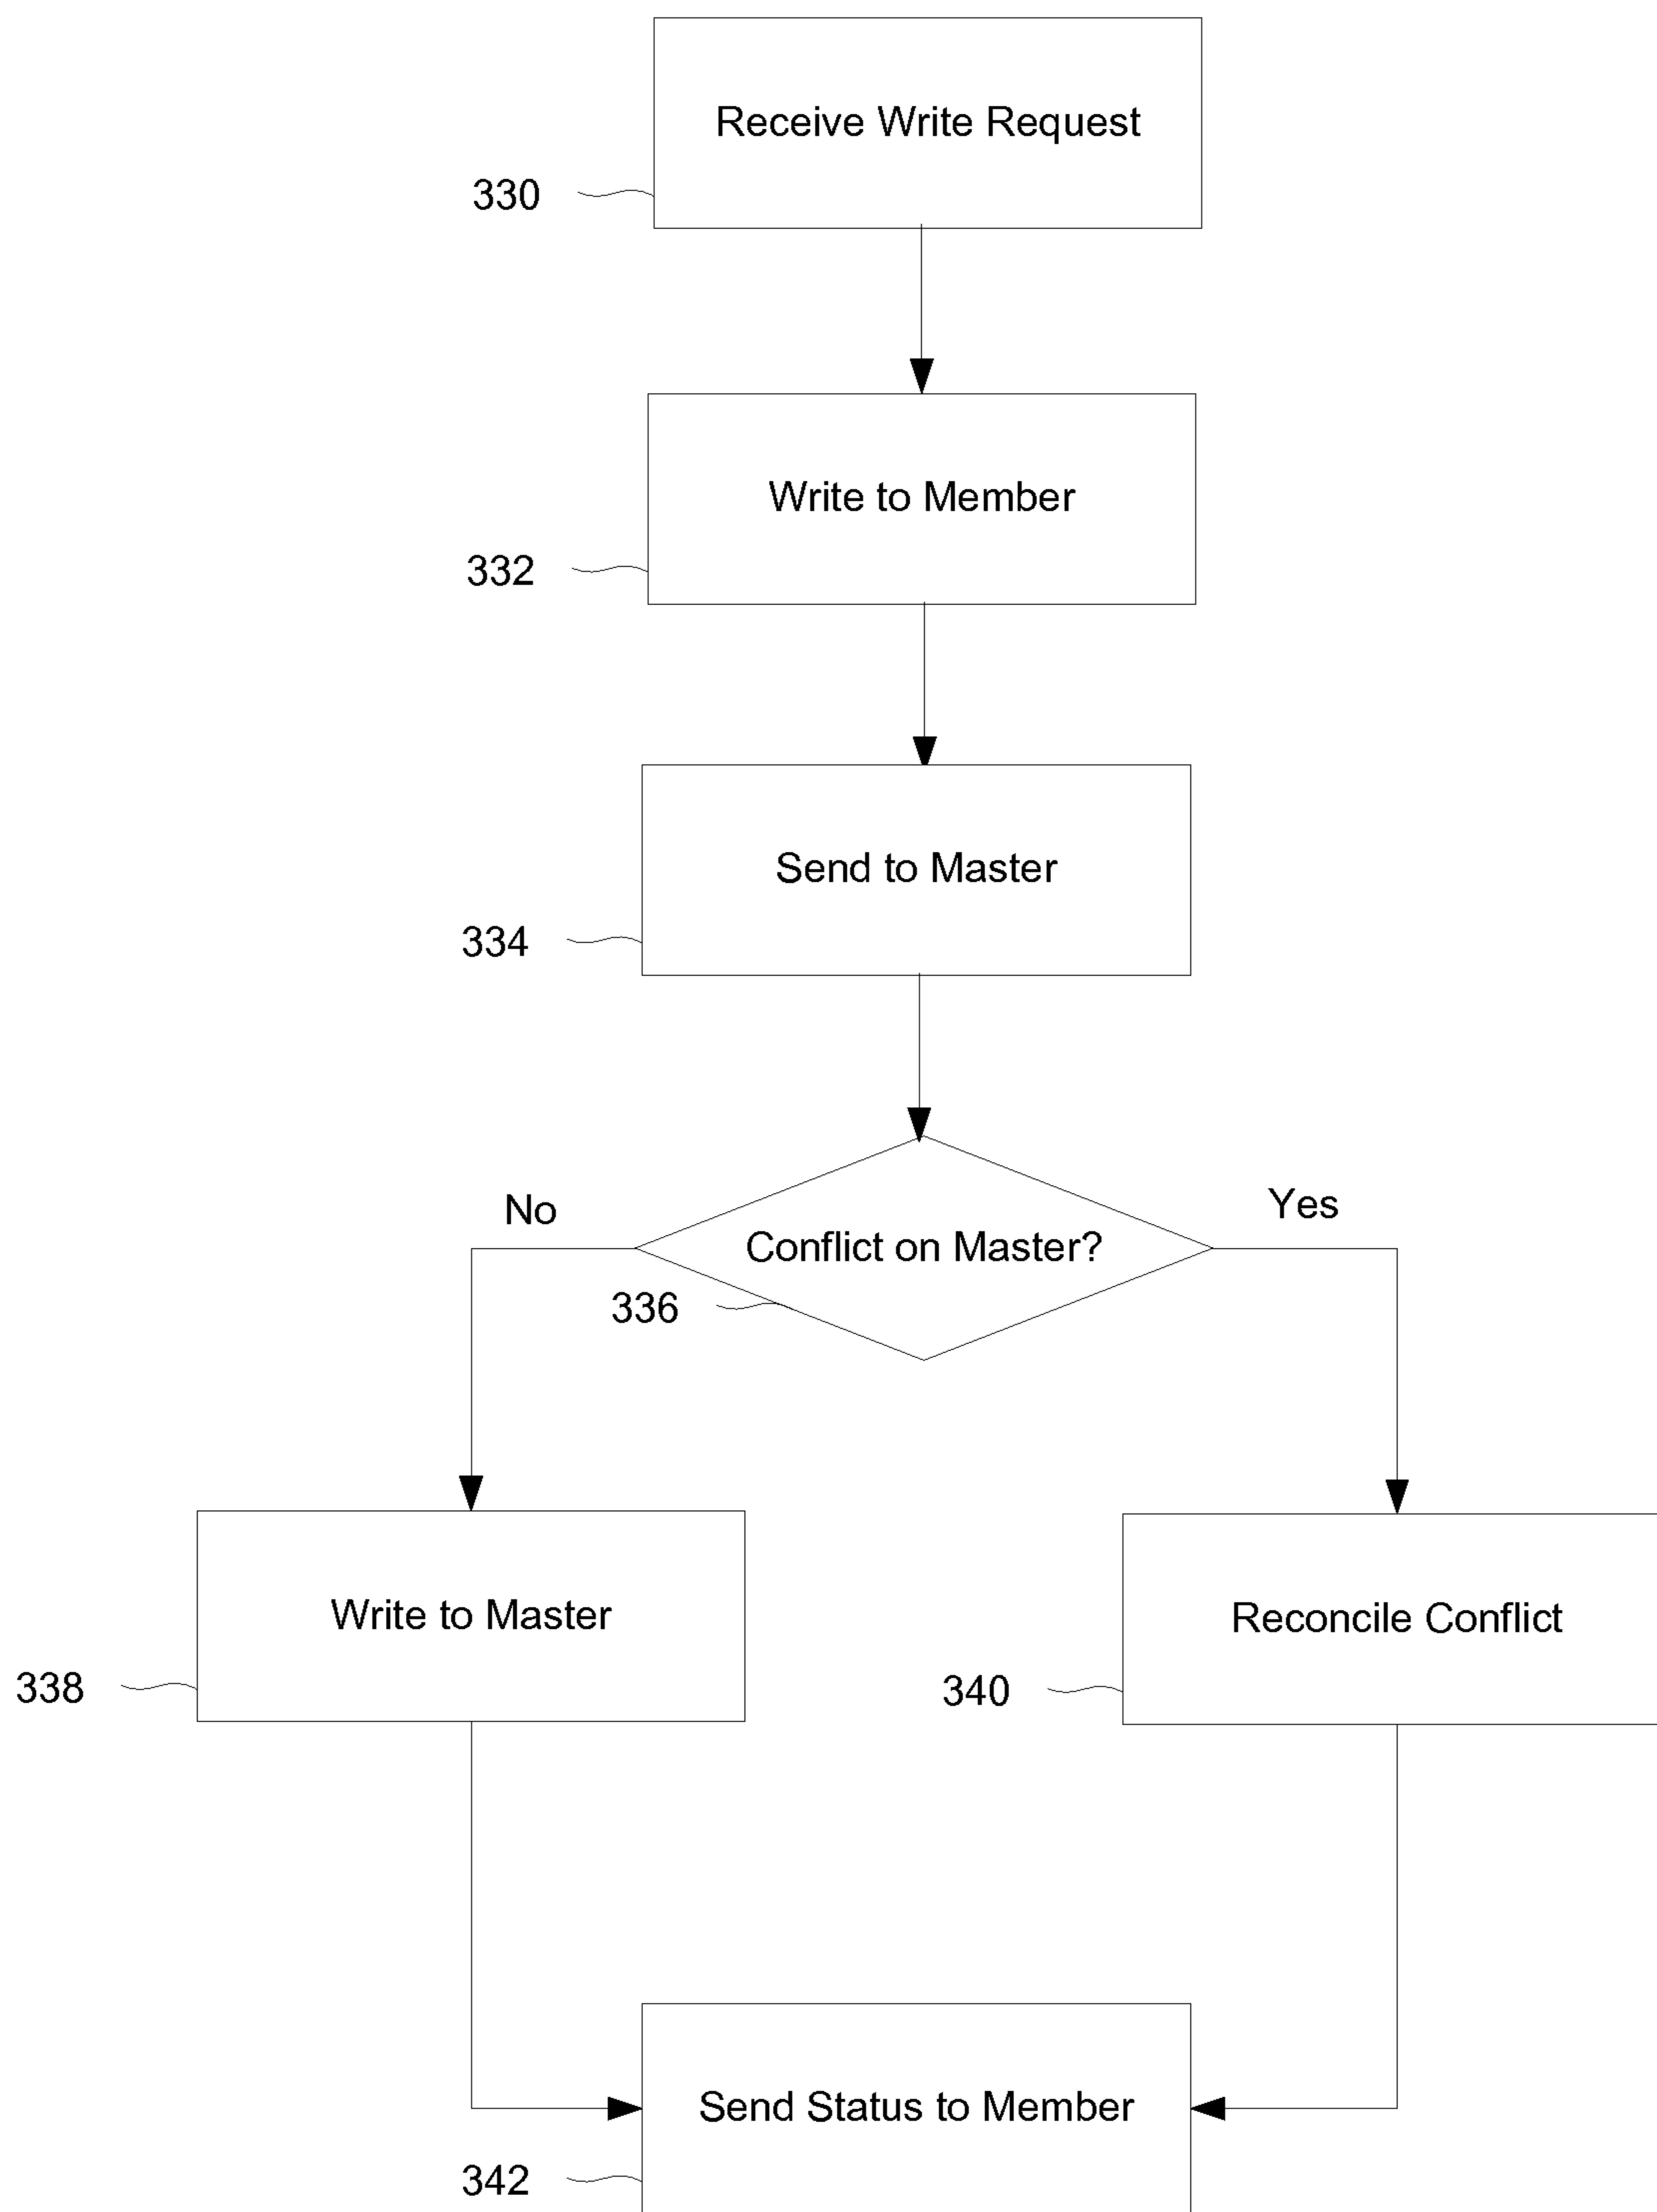 Receive Write Request
330
Write to Member
332
Send to Master
334
No
Yes
Conflict on Master?
336
Write to Master
Reconcile Conflict
338
340
Send Status to Member
342